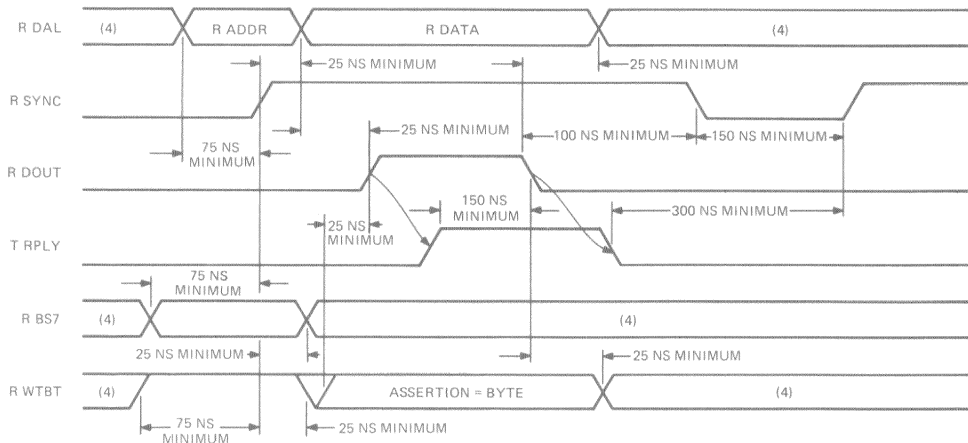 R DAL (4) R ADDR R DATA (4)
25 NS MINIMUM 25 NS MINIMUM
R SYNC
25 NS MINIMUM 100 NS MINIMUM 150 NS MINIMUM
75 NS
MINIMUM
R DOUT
150 NS
MINIMUM
300 NS MINIMUM
25 NS
MINIMUM
T RPLY
75 NS
MINIMUM
R BS7 (4) (4)
25 NS MINIMUM 25 NS MINIMUM
R WTBT (4) ASSERTION = BYTE (4)
75 NS
MINIMUM
25 NS MINIMUM